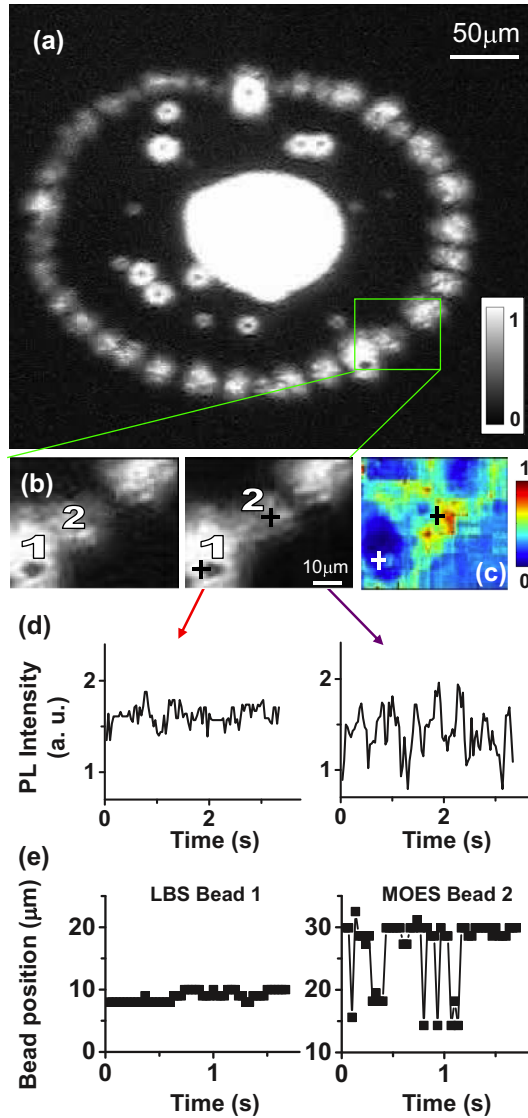 (a)
50μm
1
0
(b)
1
2
1
2
10μm
(c)
1
0
(d)
PL Intensity
(a. u.)
2
1
0
2
Time (s)
2
1
0
2
Time (s)
(e)
Bead position (μm)
LBS Bead 1
20
10
0
0
1
Time (s)
MOES Bead 2
30
20
10
0
1
Time (s)